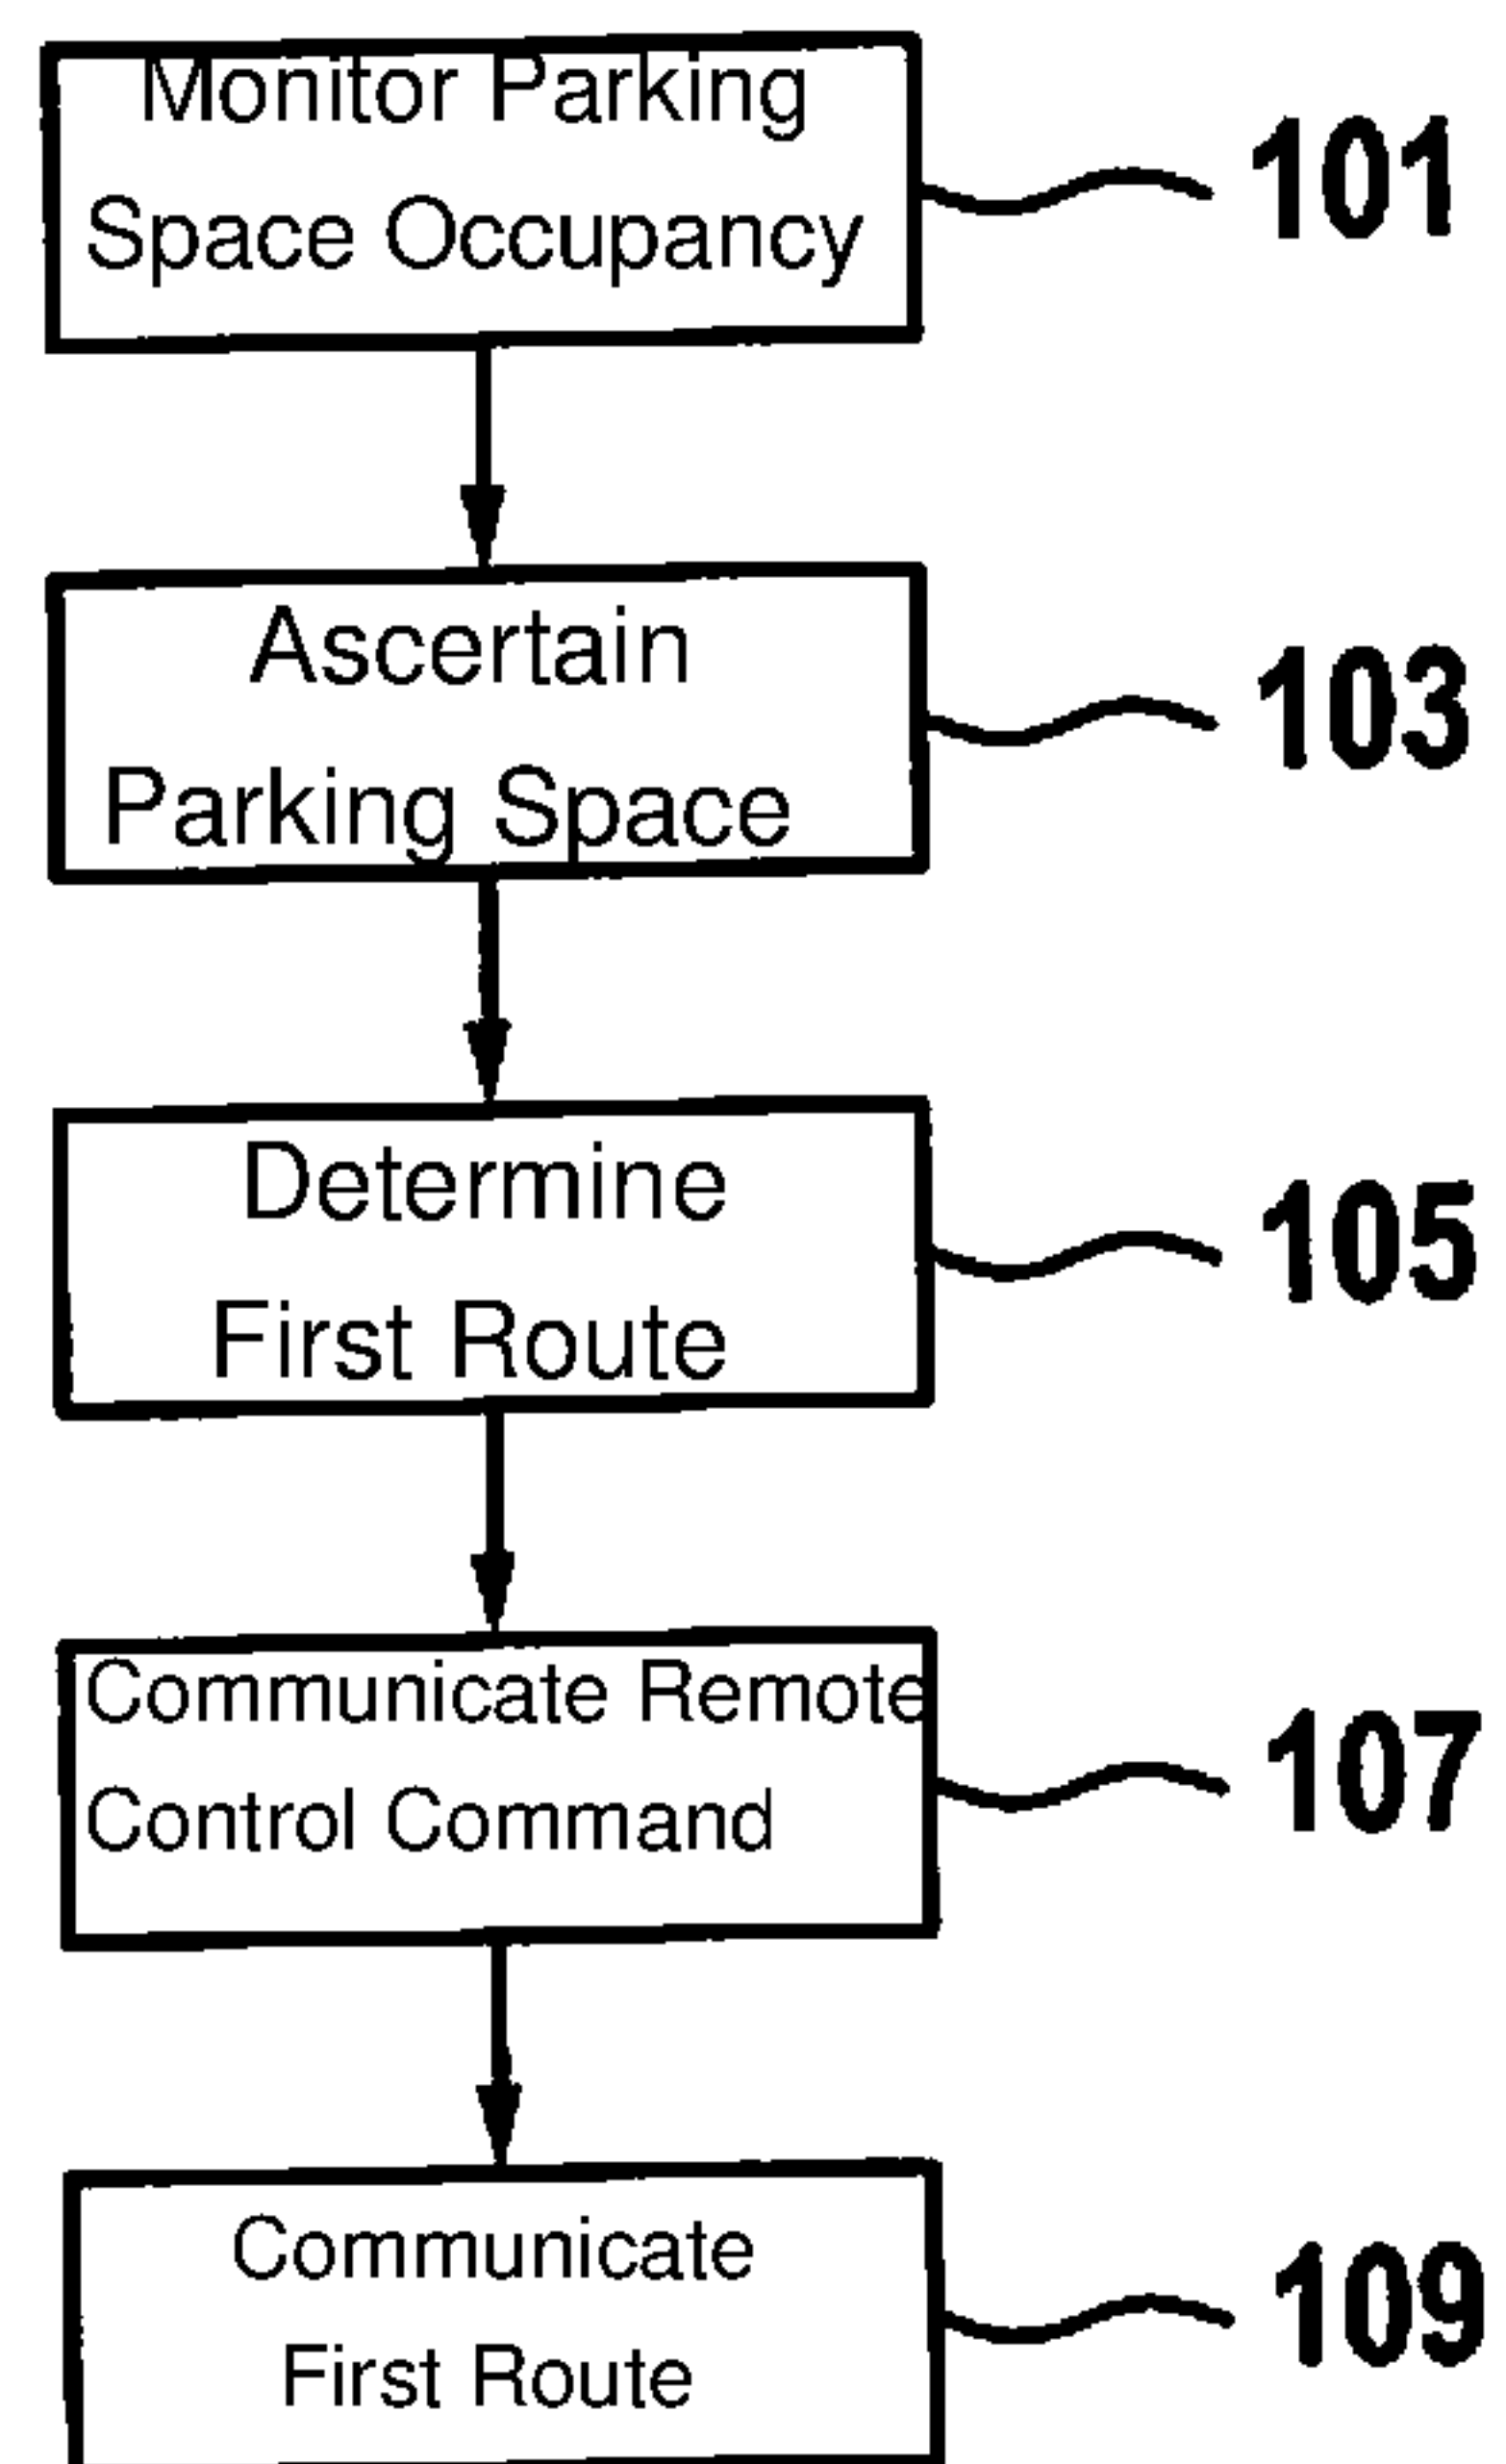 Monitor Parking
Space Occupancy
101
Ascertain
Parking Space
103
Determine
First Route
105
Communicate Remote
Control Command
107
Communicate
First Route
109